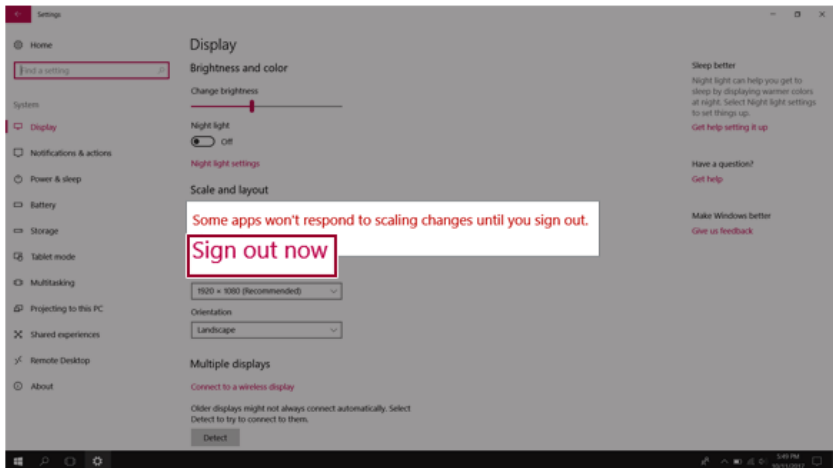 Settings
Home
Find a setting
System
Display
Notifications & actions
Power & sleep
Battery
Storage
Tablet mode
Multitasking
Projecting to this PC
Shared experiences
Remote Desktop
About
Display
Brightness and color
Change brightness
Night light
Off
Night light settings
Scale and layout
Some apps won't respond to scaling changes until you sign out.
Sign out now
1920 × 1080 (Recommended)
Orientation
Landscape
Multiple displays
Connect to a wireless display
Older displays might not always connect automatically. Select
Detect to try to connect to them.
Detect
Sleep better
Night light can help you get to
sleep by displaying warmer colors
at night. Select Night light settings
to set things up.
Get help setting it up
Have a question?
Get help
Make Windows better
Give us feedback
5:49 PM
10/11/2017